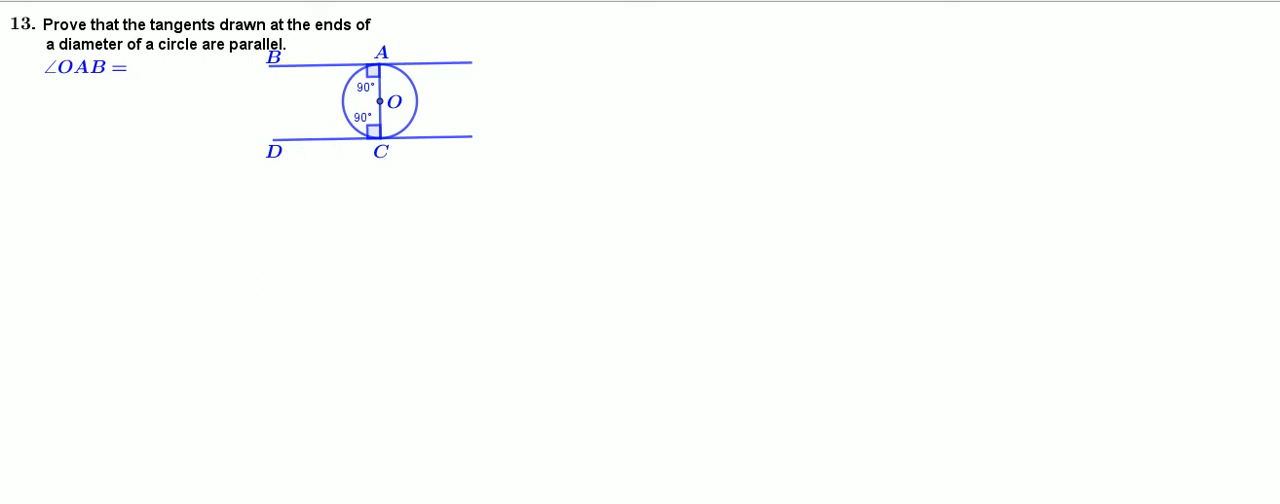 13. Prove that the tangents drawn at the ends of
a diameter of a circle are parallel.
∠OAB =
B
A
90°
O
90°
D
C